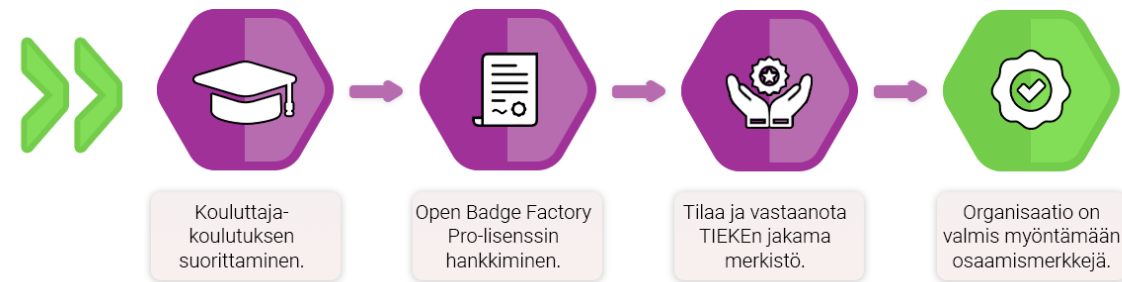 Kouluttaja-
koulutuksen
suorittaminen.
Open Badge Factory
Pro-lisenssin
hankkiminen.
Tilaa ja vastaanota
TIEKEn jakama
merkistö.
Organisaatio on
valmis myöntämään
osaamismerkkejä.